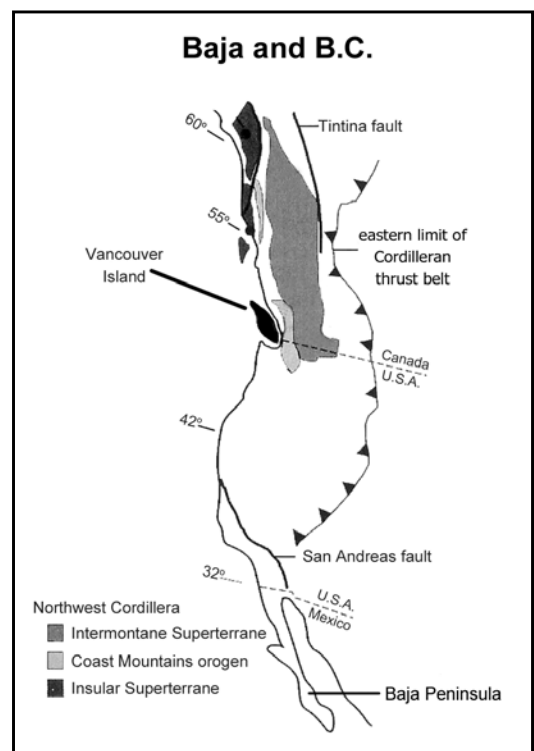 Baja and B.C.
60°
Tintina fault
55°
eastern limit of
Cordilleran
thrust belt
Vancouver
Island
Canada
U.S.A.
42°
San Andreas fault
32°
U.S.A.
Mexico
Northwest Cordillera
Intermontane Superterrane
Coast Mountains orogen
Insular Superterrane
Baja Peninsula